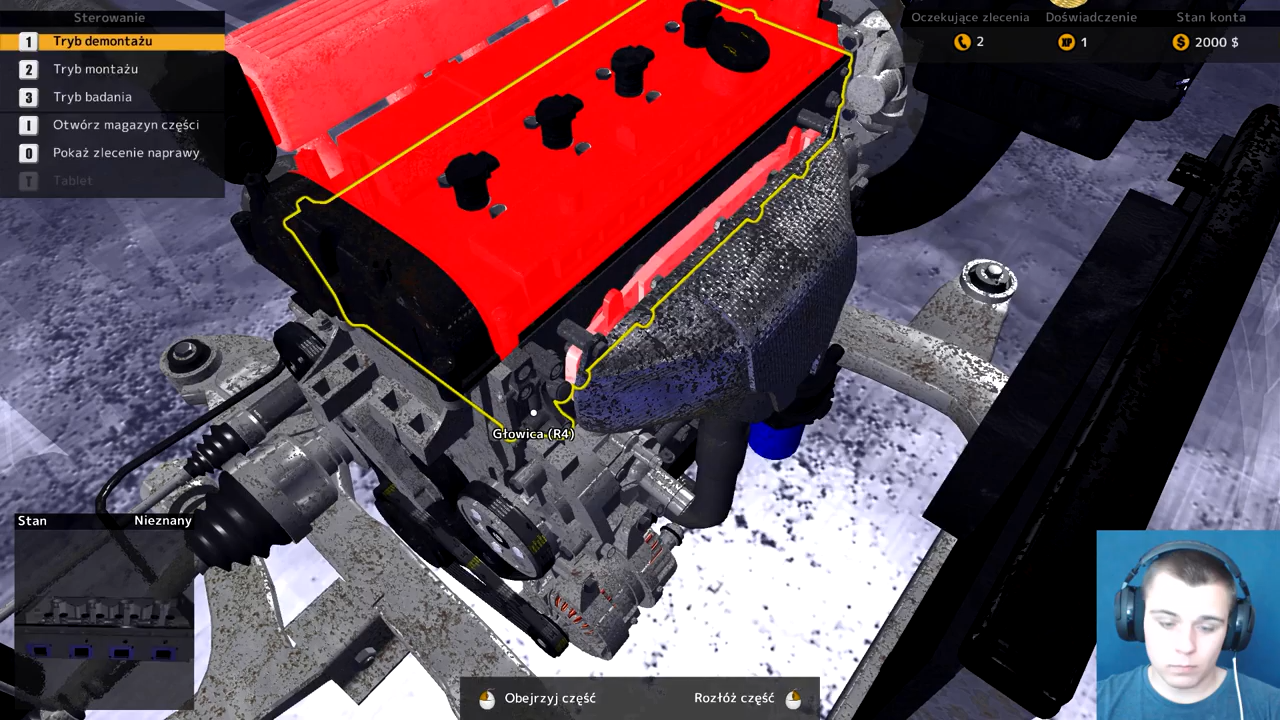 Sterowanie
1 Tryb demontażu
2 Tryb montażu
3 Tryb badania
I Otwórz magazyn części
O Pokaż zlecenie naprawy
T Tablet
Oczekujące zlecenia Doświadczenie Stan konta
2 XP 1 $ 2000 $
Głowica (R4)
Stan Nieznany
Obejrzyj część Rozłóż część